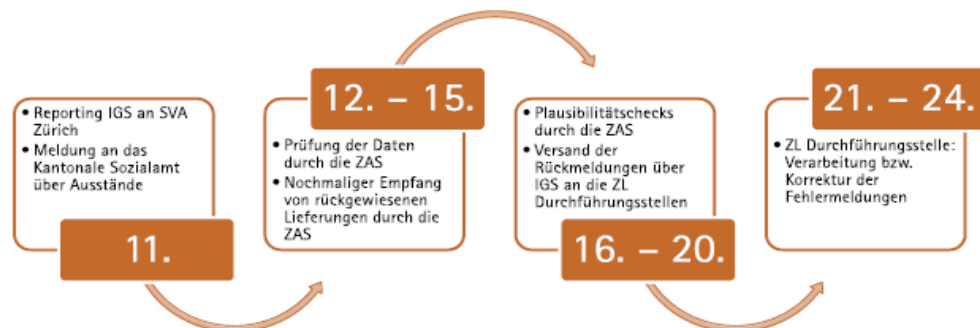 • Reporting IGS an SVA
Zürich
• Meldung an das
Kantonale Sozialamt
über Ausstände
11.
12. – 15.
• Prüfung der Daten
durch die ZAS
• Nochmaliger Empfang
von rückgewiesenen
Lieferungen durch die
ZAS
• Plausibilitätschecks
durch die ZAS
• Versand der
Rückmeldungen über
IGS an die ZL
Durchführungsstellen
16. – 20.
21. – 24.
• ZL Durchführungsstelle:
Verarbeitung bzw.
Korrektur der
Fehlermeldungen